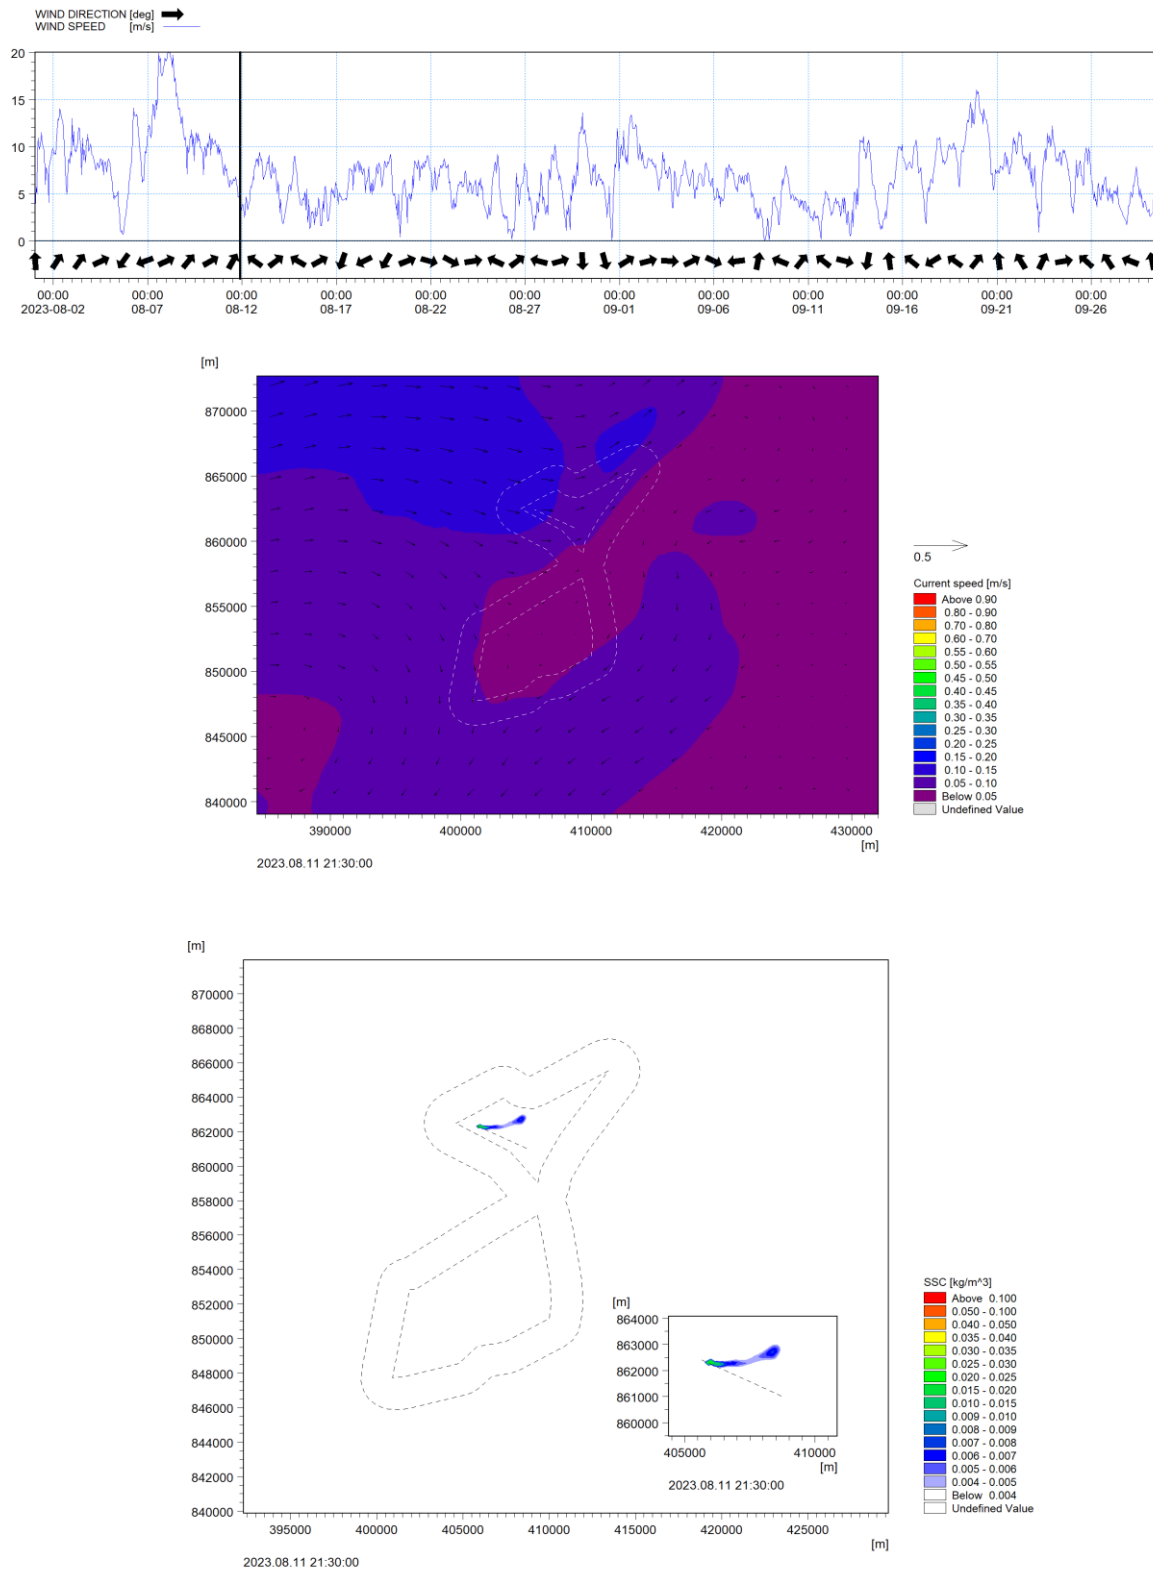 WIND DIRECTION [deg]
WIND SPEED [m/s]
20
15
10
5
0
00:00 00:00 00:00 00:00 00:00 00:00 00:00 00:00 00:00 00:00 00:00 00:00
2023-08-02 08-07 08-12 08-17 08-22 08-27 09-01 09-06 09-11 09-16 09-21 09-26
[m]
870000
865000
860000
855000
850000
845000
840000
390000 400000 410000 420000 430000
[m]
2023.08.11 21:30:00
0.5
Current speed [m/s]
Above 0.90
0.80 - 0.90
0.70 - 0.80
0.60 - 0.70
0.55 - 0.60
0.50 - 0.55
0.45 - 0.50
0.40 - 0.45
0.35 - 0.40
0.30 - 0.35
0.25 - 0.30
0.20 - 0.25
0.15 - 0.20
0.10 - 0.15
0.05 - 0.10
Below 0.05
Undefined Value
[m]
870000
868000
866000
864000
862000
860000
858000
856000
854000
852000
850000
848000
846000
844000
842000
840000
395000 400000 405000 410000 415000 420000 425000
[m]
2023.08.11 21:30:00
[m]
864000
863000
862000
861000
860000
405000 410000
[m]
2023.08.11 21:30:00
SSC [kg/m^3]
Above 0.100
0.050 - 0.100
0.040 - 0.050
0.035 - 0.040
0.030 - 0.035
0.025 - 0.030
0.020 - 0.025
0.015 - 0.020
0.010 - 0.015
0.009 - 0.010
0.008 - 0.009
0.007 - 0.008
0.006 - 0.007
0.005 - 0.006
0.004 - 0.005
Below 0.004
Undefined Value